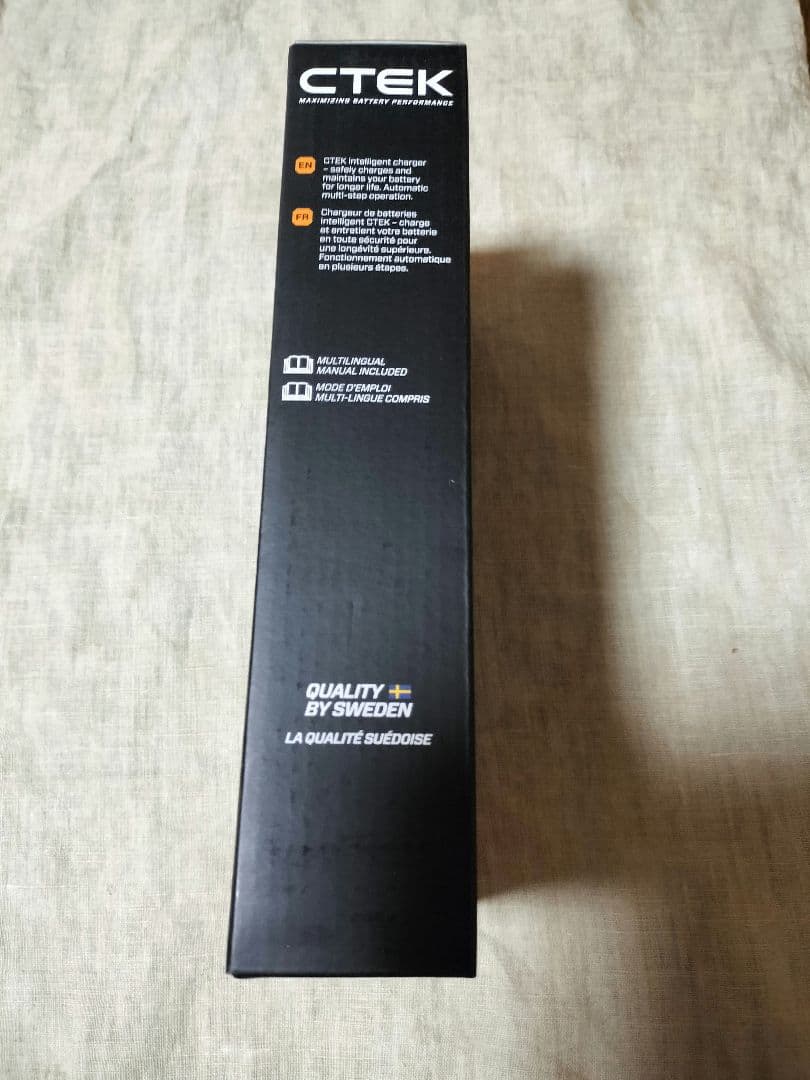 CTEK
MAXIMIZING BATTERY PERFORMANCE
EN
CTEK intelligent charger
– safely charges and
maintains your battery
for longer life. Automatic
multi-step operation.
FR
Chargeur de batteries
intelligent CTEK – charge
et entretient votre batterie
en toute sécurité pour
une longévité supérieure.
Fonctionnement automatique
en plusieurs étapes.
MULTILINGUAL
MANUAL INCLUDED
MODE D'EMPLOI
MULTI-LINGUE COMPRIS
QUALITY
BY SWEDEN
LA QUALITÉ SUÉDOISE